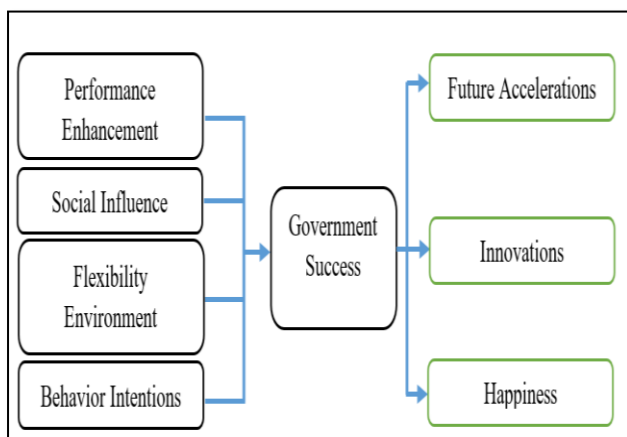 Performance
Enhancement
Social Influence
Flexibility
Environment
Behavior Intentions
Government
Success
Future Accelerations
Innovations
Happiness